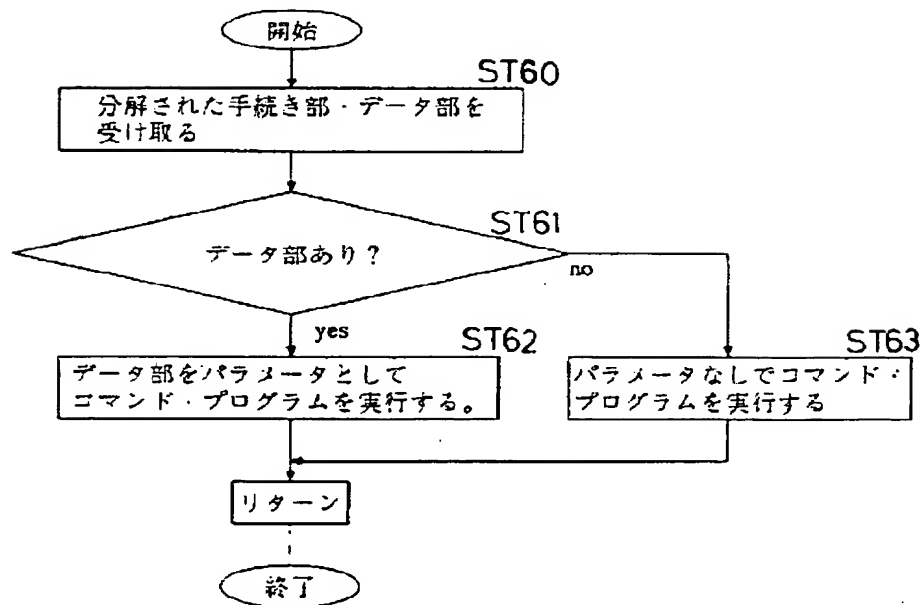 開始
ST60
分解された手続き部・データ部を
受け取る
ST61
データ部あり?
no
yes
ST62
データ部をパラメータとして
コマンド・プログラムを実行する。
ST63
パラメータなしでコマンド・
プログラムを実行する
リターン
終了